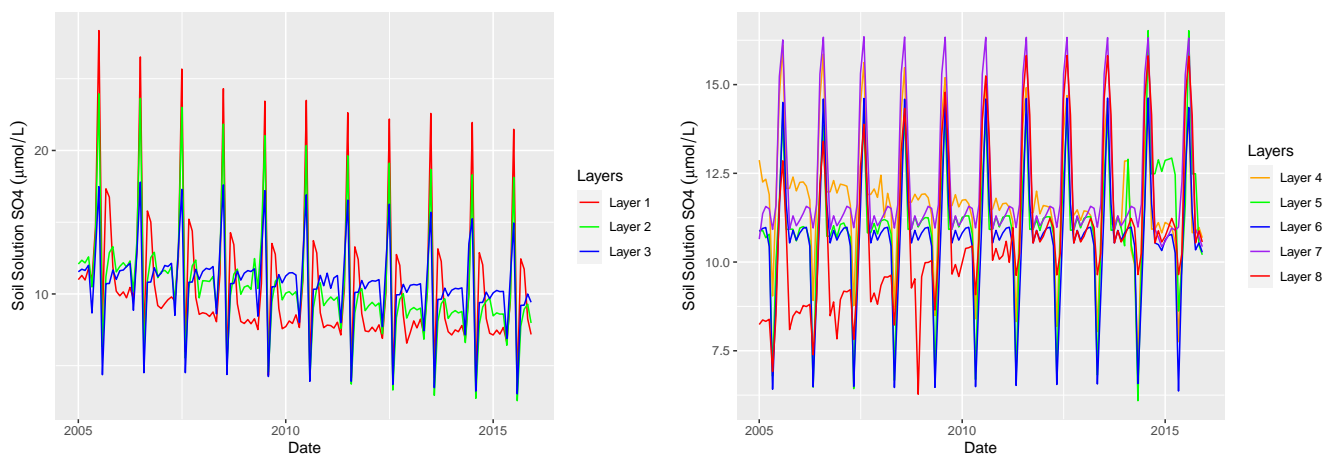 Soil Solution SO4 (µmol/L)
20
10
2005
2010
2015
Date
Layers
Layer 1
Layer 2
Layer 3
Soil Solution SO4 (µmol/L)
15.0
12.5
10.0
7.5
2005
2010
2015
Date
Layers
Layer 4
Layer 5
Layer 6
Layer 7
Layer 8